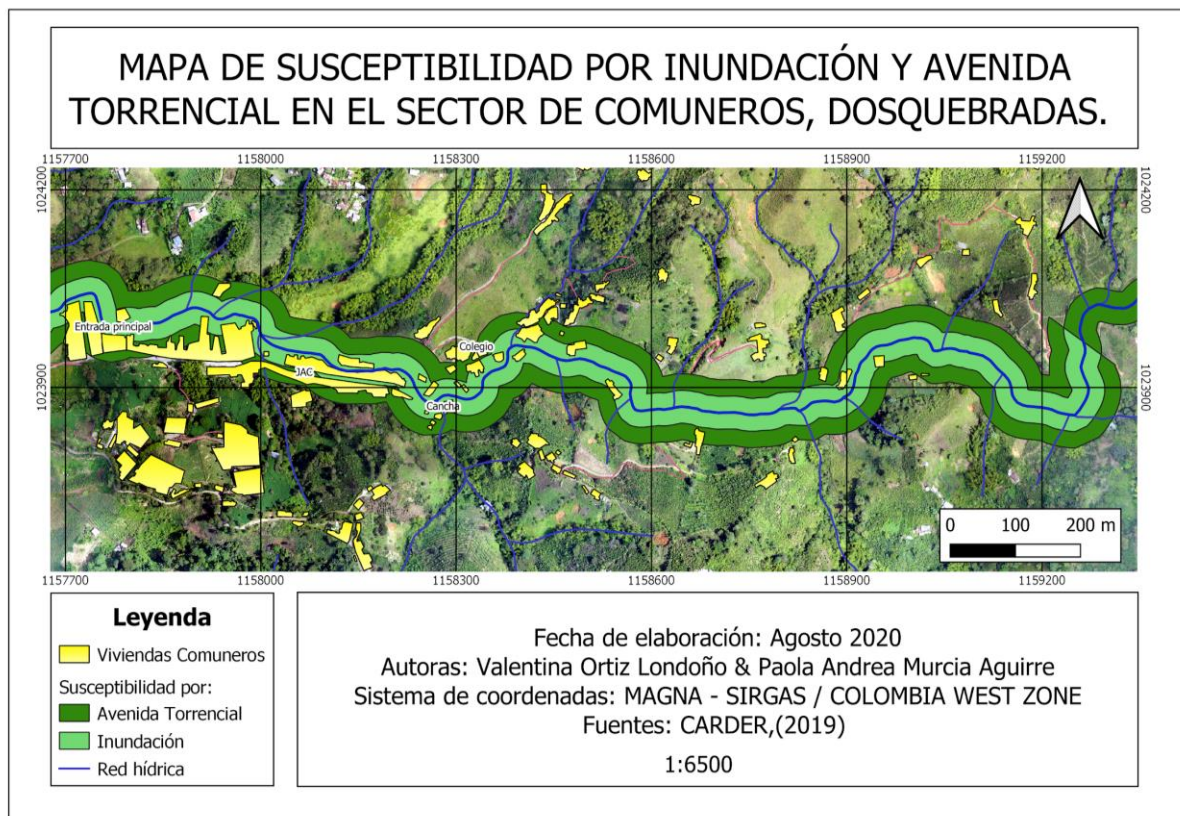 MAPA DE SUSCEPTIBILIDAD POR INUNDACIÓN Y AVENIDA
TORRENCIAL EN EL SECTOR DE COMUNEROS, DOSQUEBRADAS.
1157700 1158000 1158300 1158600 1158900 1159200
1024200 1024200
Entrada principal
Colegio
JAC
1023900 1023900
Cancha
0 100 200 m
1157700 1158000 1158300 1158600 1158900 1159200
Leyenda
Viviendas Comuneros
Susceptibilidad por:
Avenida Torrencial
Inundación
Red hídrica
Fecha de elaboración: Agosto 2020
Autoras: Valentina Ortiz Londoño & Paola Andrea Murcia Aguirre
Sistema de coordenadas: MAGNA - SIRGAS / COLOMBIA WEST ZONE
Fuentes: CARDER,(2019)
1:6500